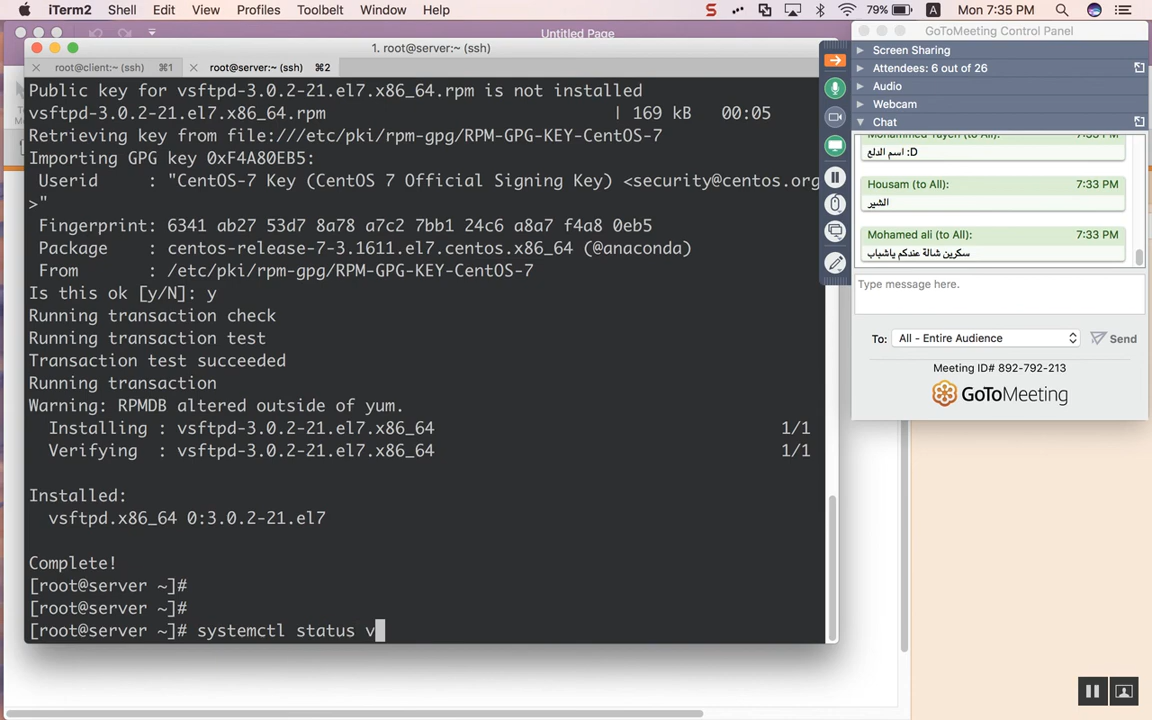 iTerm2 Shell Edit View Profiles Toolbelt Window Help 79% A Mon 7:35 PM
Untitled Page
1. root@server:~ (ssh)
root@client:~ (ssh) ⌘1 root@server:~ (ssh) ⌘2
Public key for vsftpd-3.0.2-21.el7.x86_64.rpm is not installed
vsftpd-3.0.2-21.el7.x86_64.rpm | 169 kB 00:05
Retrieving key from file:///etc/pki/rpm-gpg/RPM-GPG-KEY-CentOS-7
Importing GPG key 0xF4A80EB5:
Userid : "CentOS-7 Key (CentOS 7 Official Signing Key) <security@centos.org
>"
Fingerprint: 6341 ab27 53d7 8a78 a7c2 7bb1 24c6 a8a7 f4a8 0eb5
Package : centos-release-7-3.1611.el7.centos.x86_64 (@anaconda)
From : /etc/pki/rpm-gpg/RPM-GPG-KEY-CentOS-7
Is this ok [y/N]: y
Running transaction check
Running transaction test
Transaction test succeeded
Running transaction
Warning: RPMDB altered outside of yum.
Installing : vsftpd-3.0.2-21.el7.x86_64 1/1
Verifying : vsftpd-3.0.2-21.el7.x86_64 1/1
Installed:
vsftpd.x86_64 0:3.0.2-21.el7
Complete!
[root@server ~]#
[root@server ~]#
[root@server ~]# systemctl status v
GoToMeeting Control Panel
Screen Sharing
Attendees: 6 out of 26
Audio
Webcam
Chat
Mohammed Tayeh (to All): 7:33 PM
اسم الدلع :D
Housam (to All): 7:33 PM
الشير
Mohamed ali (to All): 7:33 PM
سكرين شالة عندكم ياشباب
Type message here.
To: All - Entire Audience Send
Meeting ID# 892-792-213
GoToMeeting